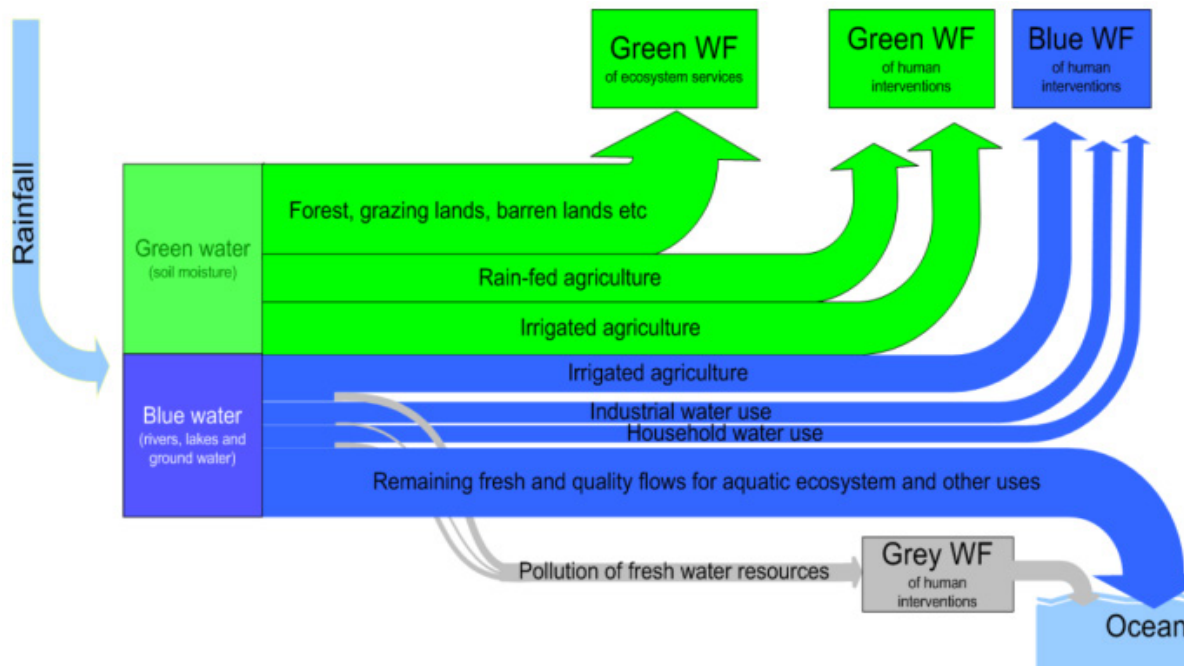 Green WF
of ecosystem services
Green WF
of human
interventions
Blue WF
of human
interventions
Rainfall
Green water
(soil moisture)
Forest, grazing lands, barren lands etc
Rain-fed agriculture
Irrigated agriculture
Blue water
(rivers, lakes and
ground water)
Irrigated agriculture
Industrial water use
Household water use
Remaining fresh and quality flows for aquatic ecosystem and other uses
Pollution of fresh water resources
Grey WF
of human
interventions
Ocean